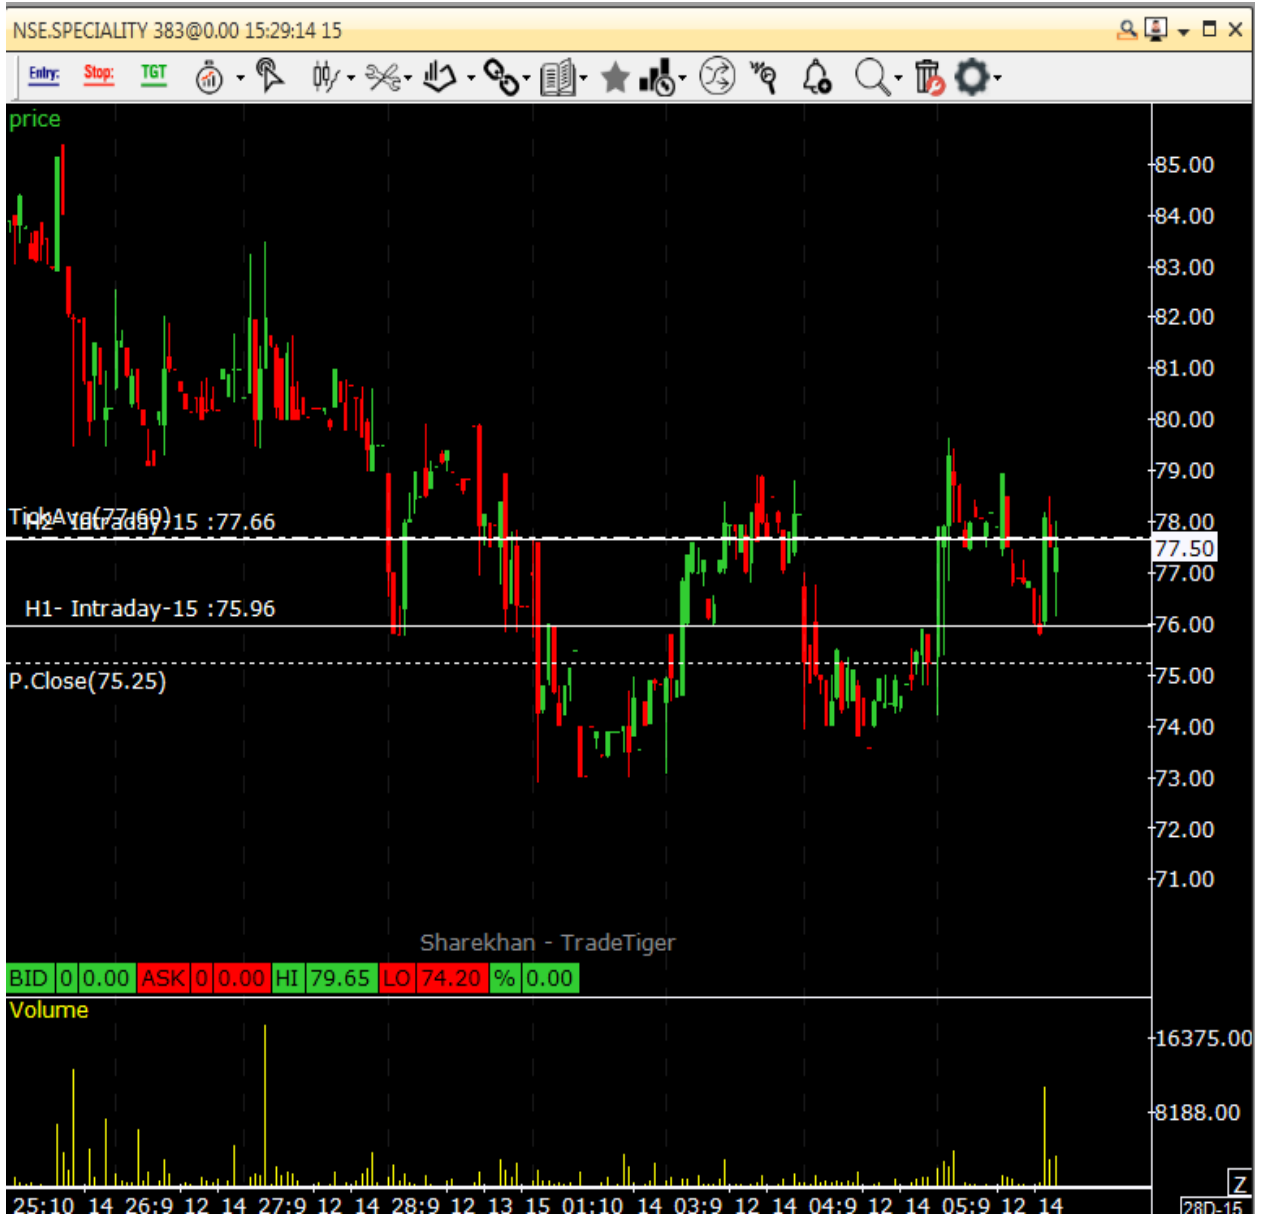 NSE.SPECIALITY 383@0.00 15:29:14 15
Entry: Stop: TGT
price
85.00
84.00
83.00
82.00
81.00
80.00
79.00
78.00
TickAvg(77.69)
H2- Intraday-15 :77.66
77.50
77.00
H1- Intraday-15 :75.96
76.00
75.00
P.Close(75.25)
74.00
73.00
72.00
71.00
Sharekhan - TradeTiger
BID 0 0.00 ASK 0 0.00 HI 79.65 LO 74.20 % 0.00
Volume
16375.00
8188.00
Z
25:10 14 26:9 12 14 27:9 12 14 28:9 12 13 15 01:10 14 03:9 12 14 04:9 12 14 05:9 12 14
28D-15